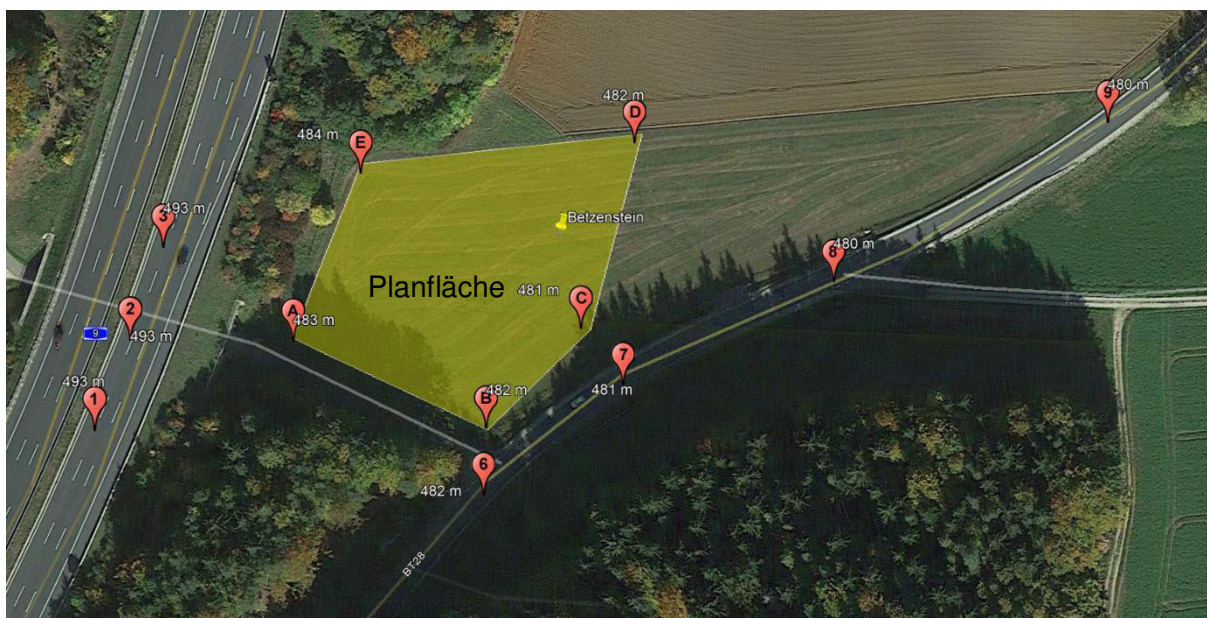 482 m
D
480 m
9
484 m
E
493 m
3
Betzenstein
480 m
8
Planfläche
481 m
C
A
483 m
2
493 m
9
7
481 m
493 m
1
482 m
B
6
482 m
BT28